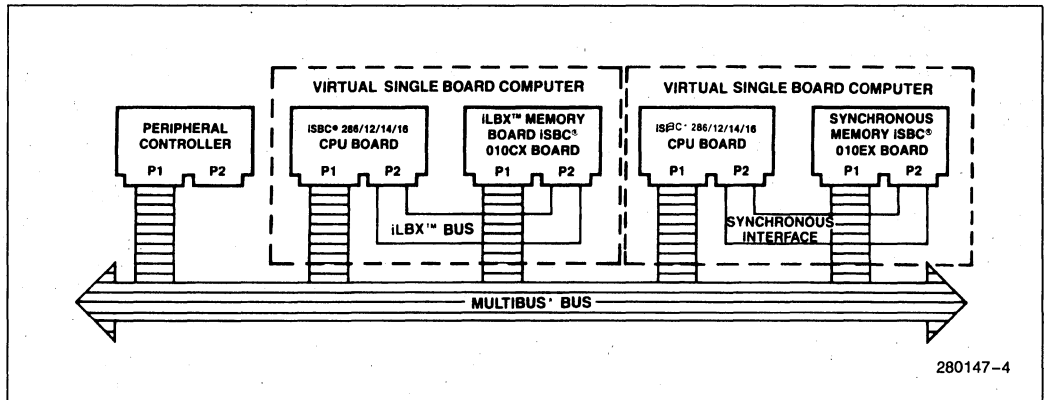 VIRTUAL SINGLE BOARD COMPUTER
VIRTUAL SINGLE BOARD COMPUTER
PERIPHERAL
CONTROLLER
P1 P2
iSBC® 286/12/14/16
CPU BOARD
P1 P2
iLBX™ MEMORY
BOARD iSBC®
010CX BOARD
P1 P2
iSBC® 286/12/14/16
CPU BOARD
P1 P2
SYNCHRONOUS
MEMORY iSBC®
010EX BOARD
P1 P2
iLBX™ BUS
SYNCHRONOUS
INTERFACE
MULTIBUS® BUS
280147-4